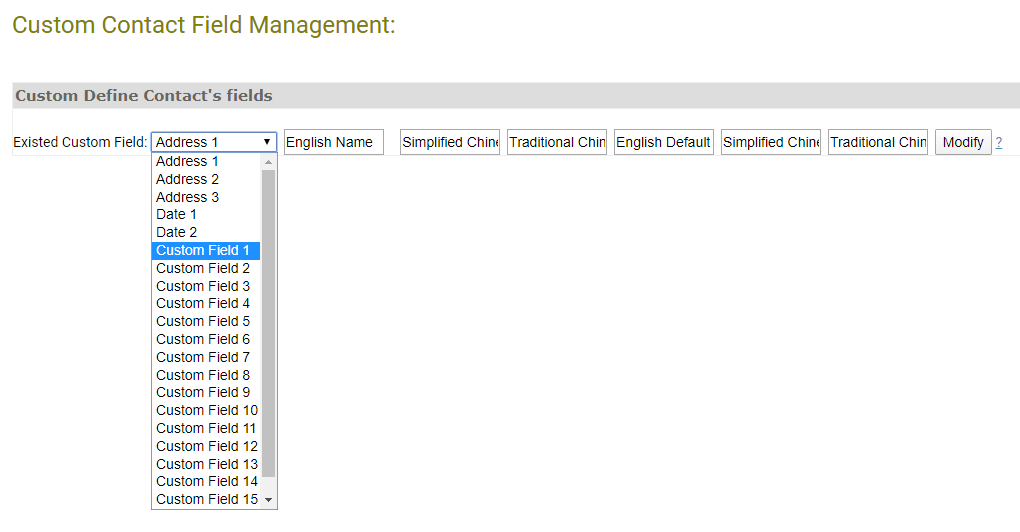 Custom Contact Field Management:
Custom Define Contact's fields
Existed Custom Field: Address 1 English Name Simplified Chine Traditional Chin English Default Simplified Chine Traditional Chin Modify ?
Address 1
Address 2
Address 3
Date 1
Date 2
Custom Field 1
Custom Field 2
Custom Field 3
Custom Field 4
Custom Field 5
Custom Field 6
Custom Field 7
Custom Field 8
Custom Field 9
Custom Field 10
Custom Field 11
Custom Field 12
Custom Field 13
Custom Field 14
Custom Field 15